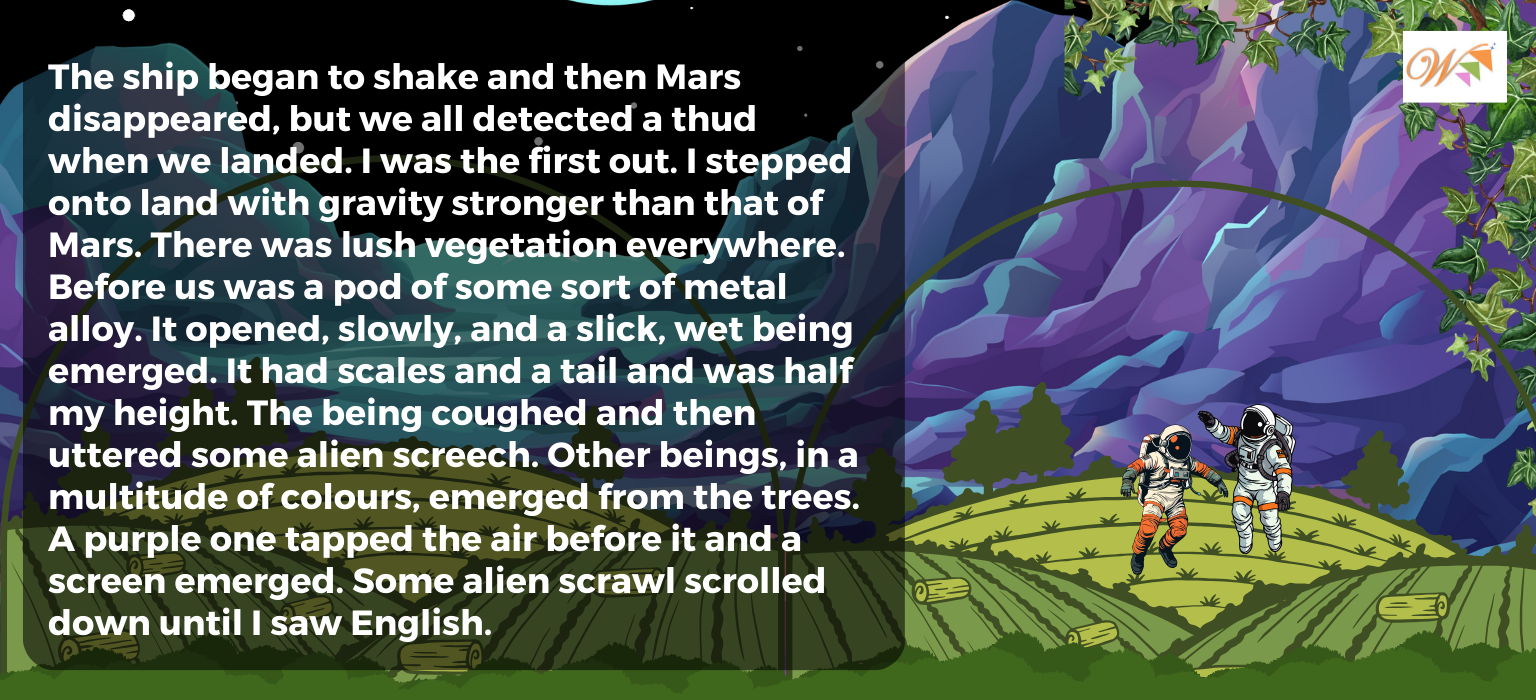 The ship began to shake and then Mars
disappeared, but we all detected a thud
when we landed. I was the first out. I stepped
onto land with gravity stronger than that of
Mars. There was lush vegetation everywhere.
Before us was a pod of some sort of metal
alloy. It opened, slowly, and a slick, wet being
emerged. It had scales and a tail and was half
my height. The being coughed and then
uttered some alien screech. Other beings, in a
multitude of colours, emerged from the trees.
A purple one tapped the air before it and a
screen emerged. Some alien scrawl scrolled
down until I saw English.
W